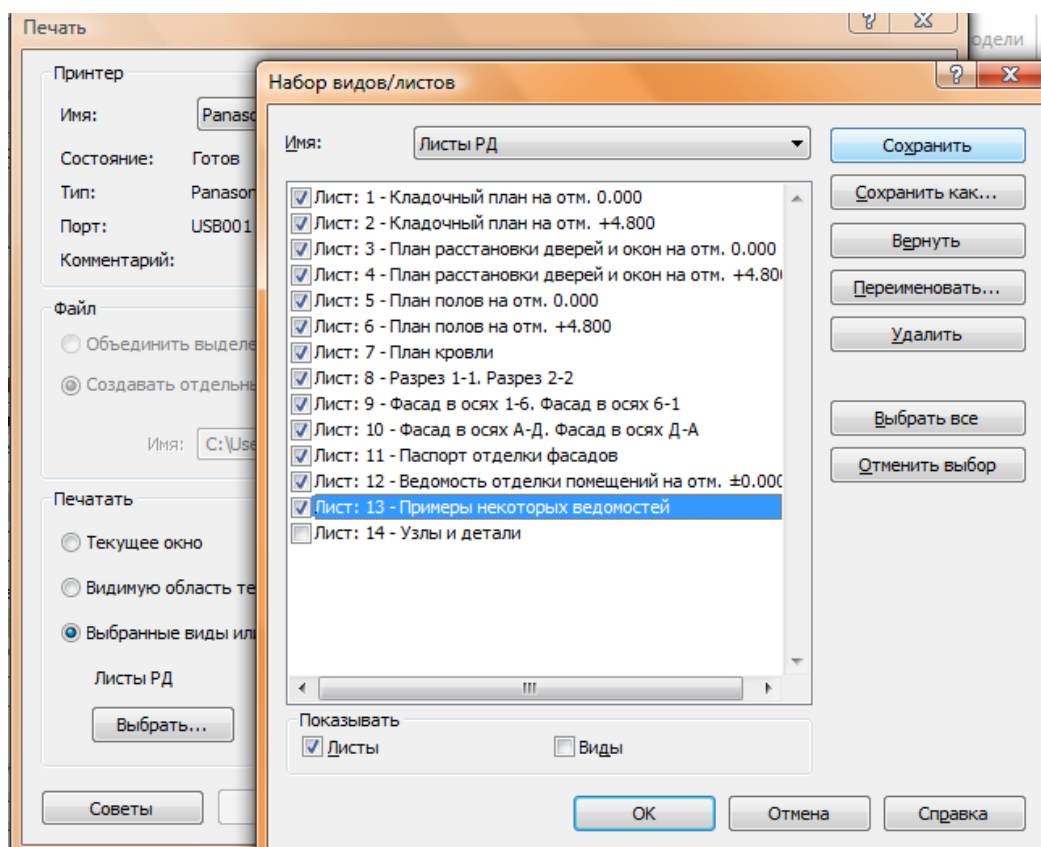 Печать
одели
Принтер
Имя:
Panaso
Состояние:
Готов
Тип:
Panason
Порт:
USB001
Комментарий:
Файл
Объединить выделе
Создавать отдельны
Имя:
C:\Use
Печатать
Текущее окно
Видимую область те
Выбранные виды или
Листы РД
Выбрать...
Советы
Набор видов/листов
Имя:
Листы РД
Лист: 1 - Кладочный план на отм. 0.000
Лист: 2 - Кладочный план на отм. +4.800
Лист: 3 - План расстановки дверей и окон на отм. 0.000
Лист: 4 - План расстановки дверей и окон на отм. +4.80
Лист: 5 - План полов на отм. 0.000
Лист: 6 - План полов на отм. +4.800
Лист: 7 - План кровли
Лист: 8 - Разрез 1-1. Разрез 2-2
Лист: 9 - Фасад в осях 1-6. Фасад в осях 6-1
Лист: 10 - Фасад в осях А-Д. Фасад в осях Д-А
Лист: 11 - Паспорт отделки фасадов
Лист: 12 - Ведомость отделки помещений на отм. ±0.000
Лист: 13 - Примеры некоторых ведомостей
Лист: 14 - Узлы и детали
Показывать
Листы
Виды
Сохранить
Сохранить как...
Вернуть
Переименовать...
Удалить
Выбрать все
Отменить выбор
OK
Отмена
Справка